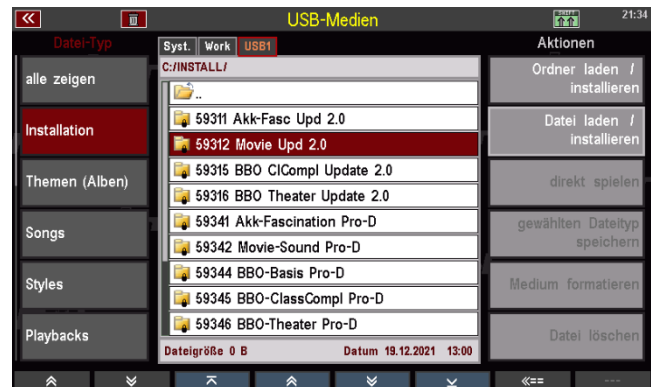 USB-Medien
SHIFT
21:34
Datei-Typ
Syst. Work USB1
Aktionen
C:/INSTALL/
alle zeigen
Installation
Themen (Alben)
Songs
Styles
Playbacks
..
59311 Akk-Fasc Upd 2.0
59312 Movie Upd 2.0
59315 BBO ClCompl Update 2.0
59316 BBO Theater Update 2.0
59341 Akk-Fascination Pro-D
59342 Movie-Sound Pro-D
59344 BBO-Basis Pro-D
59345 BBO-ClassCompl Pro-D
59346 BBO-Theater Pro-D
Dateigröße 0 B Datum 19.12.2021 13:00
Ordner laden /
installieren
Datei laden /
installieren
direkt spielen
gewählten Dateityp
speichern
Medium formatieren
Datei löschen
«==
---